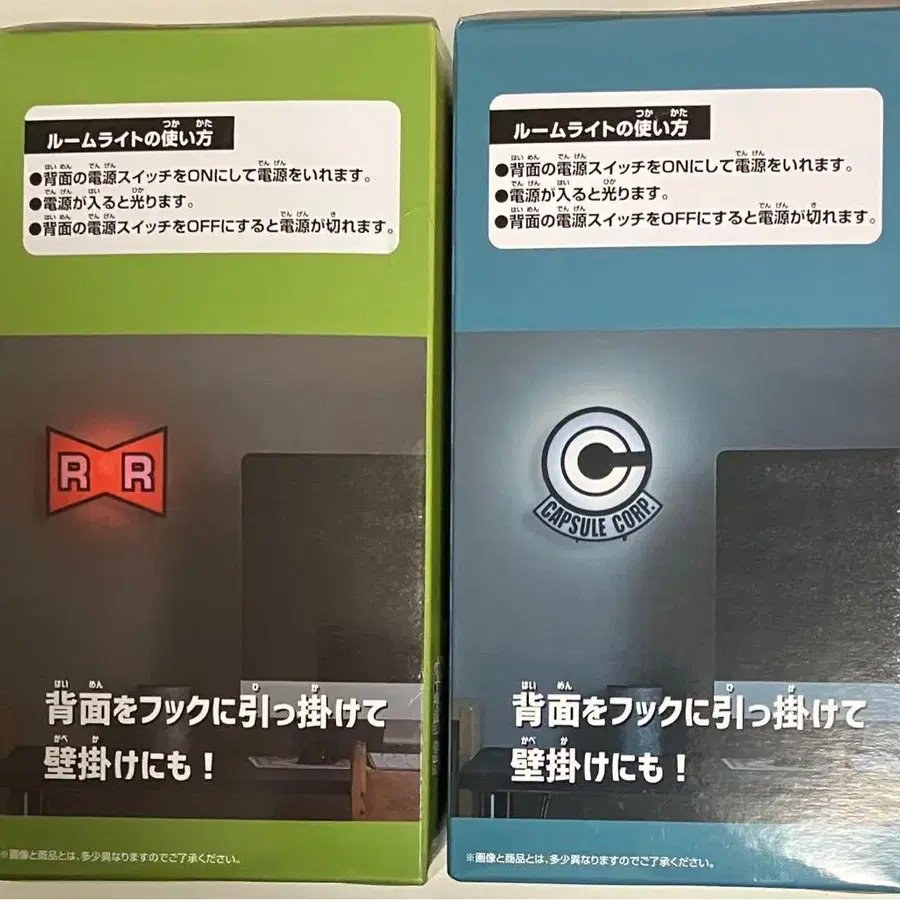 ルームライトの使い方
●背面の電源スイッチをONにして電源をいれます。
●電源が入ると光ります。
●背面の電源スイッチをOFFにすると電源が切れます。
R R
背面をフックに引っ掛けて
壁掛けにも！
※画像と商品とは、多少異なりますのでご了承ください。
ルームライトの使い方
●背面の電源スイッチをONにして電源をいれます。
●電源が入ると光ります。
●背面の電源スイッチをOFFにすると電源が切れます。
C
CAPSULE CORP.
背面をフックに引っ掛けて
壁掛けにも！
※画像と商品とは、多少異なりますのでご了承ください。